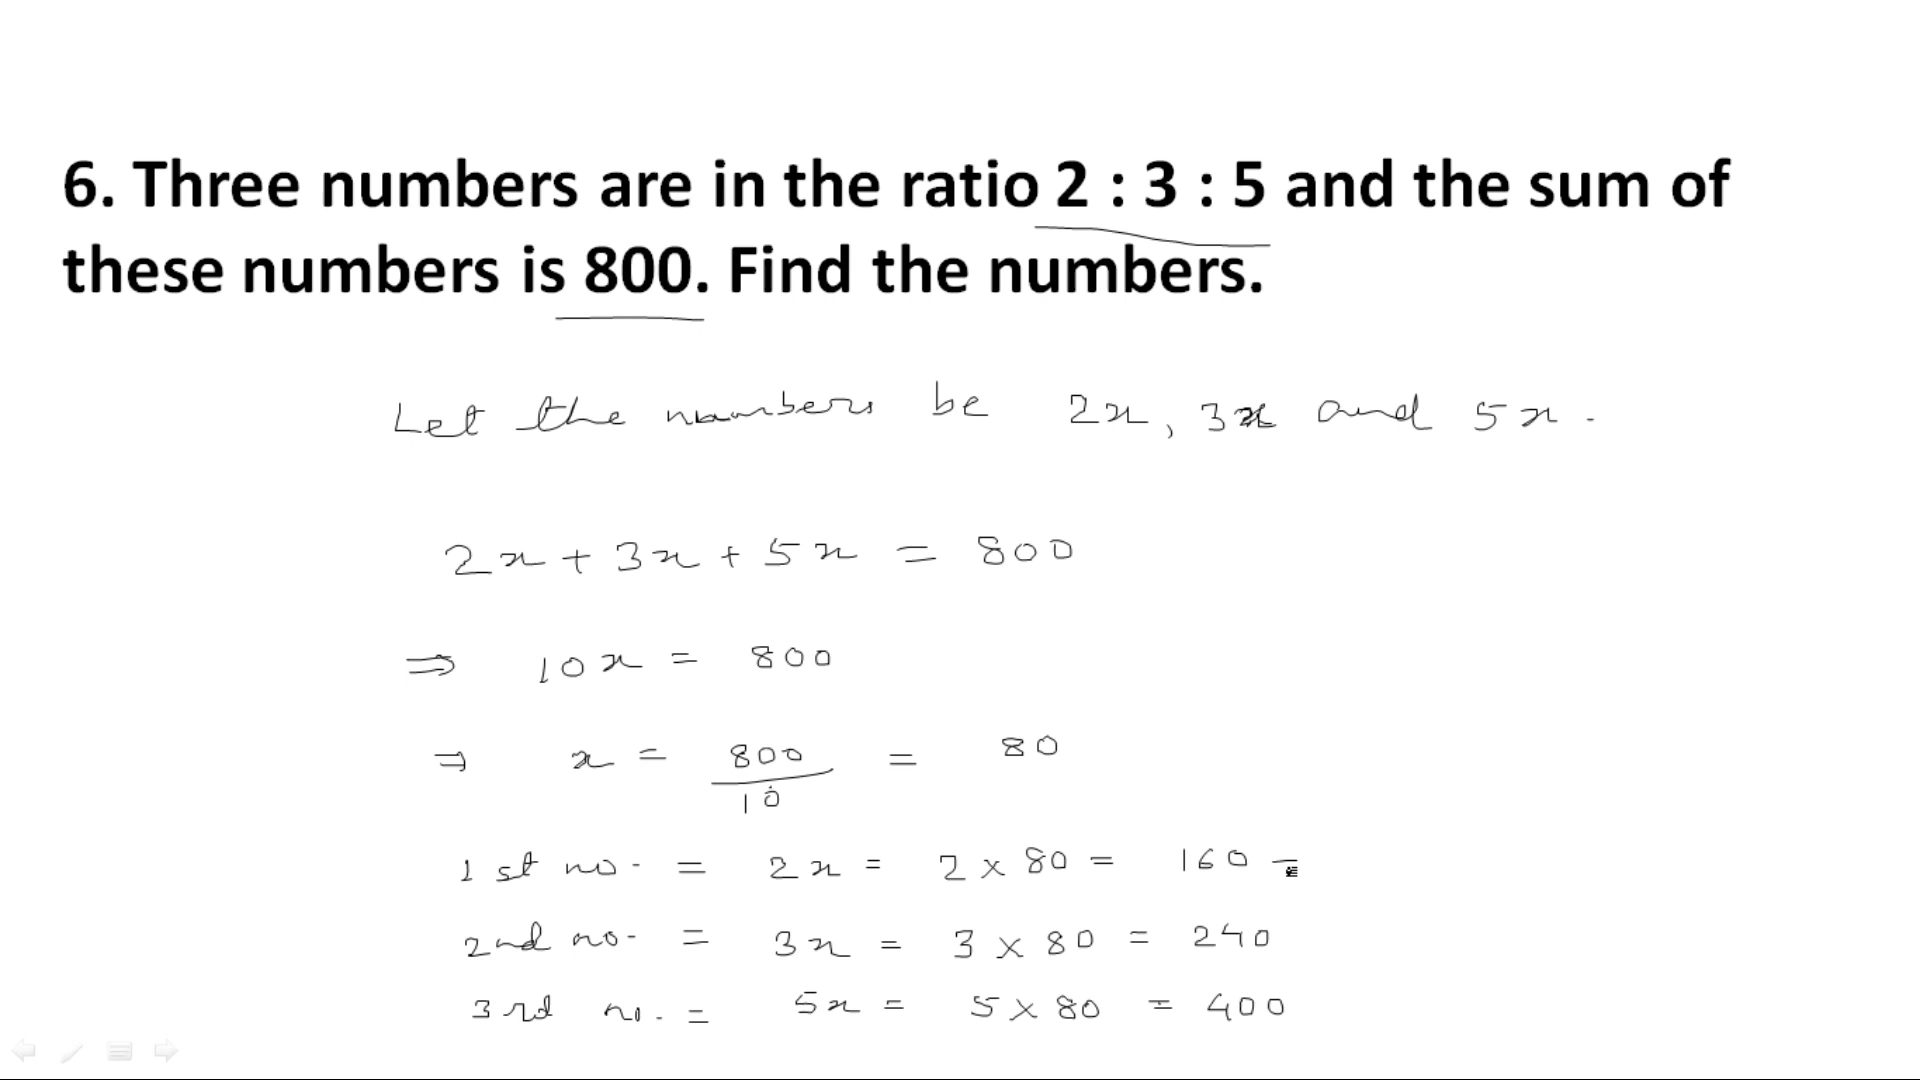 6. Three numbers are in the ratio 2 : 3 : 5 and the sum of
these numbers is 800. Find the numbers.
Let the numbers be 2x, 3x and 5x.
2x + 3x + 5x = 800
⇒ 10x = 800
⇒ x = 800/10 = 80
1st no. = 2x = 2 × 80 = 160
2nd no. = 3x = 3 × 80 = 240
3rd no. = 5x = 5 × 80 = 400